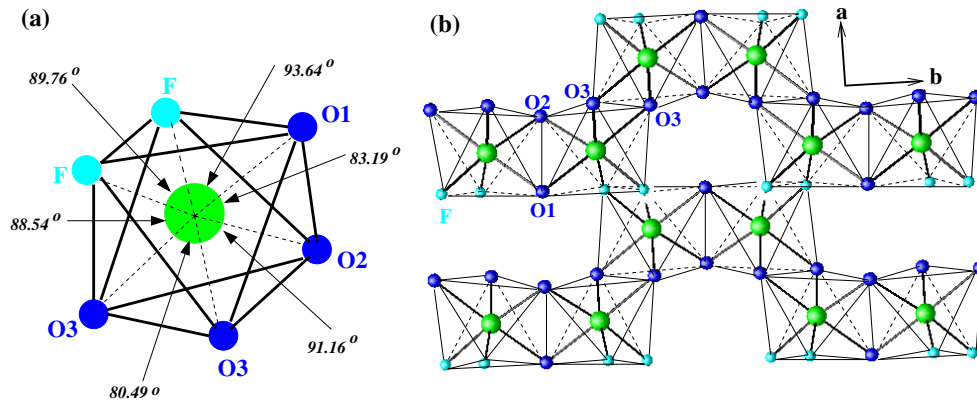 (a)
89.76 o
93.64 o
F
O1
F
83.19 o
88.54 o
O2
O3
O3
91.16 o
80.49 o
(b)
a
b
O3
O2
O3
O1
F